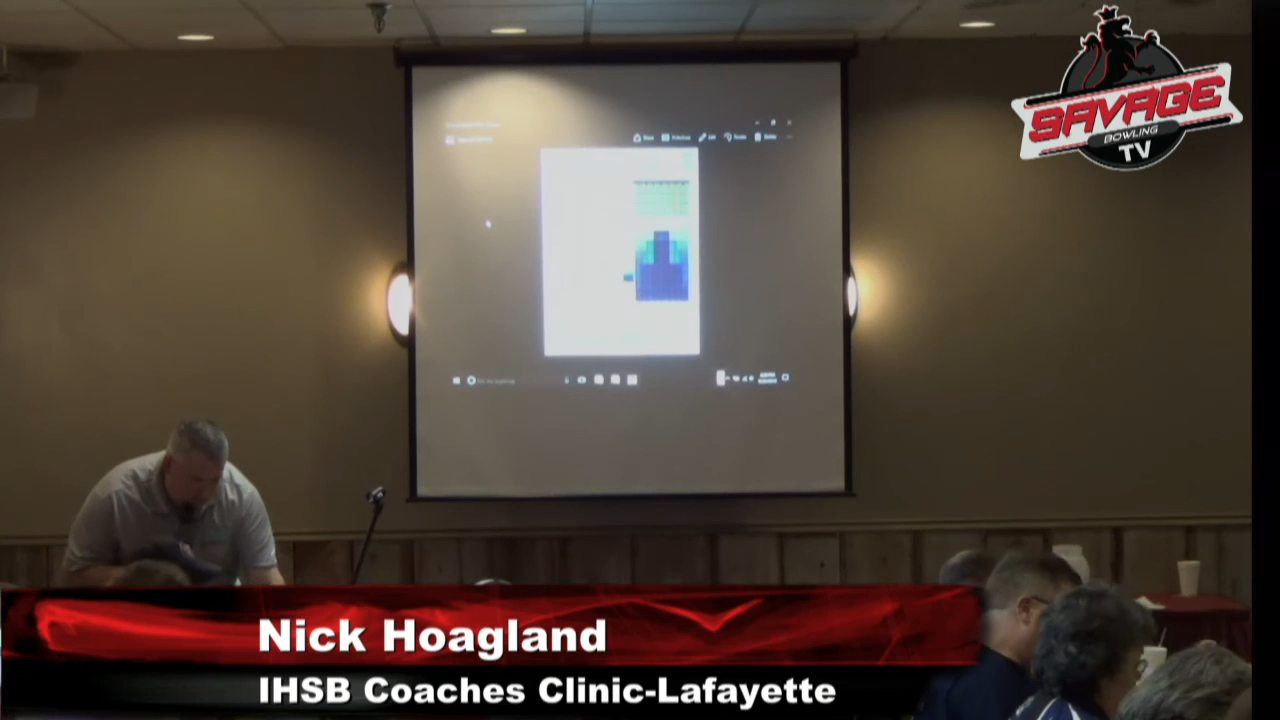 SAVAGE
BOWLING
TV
Nick Hoagland
IHSB Coaches Clinic-Lafayette